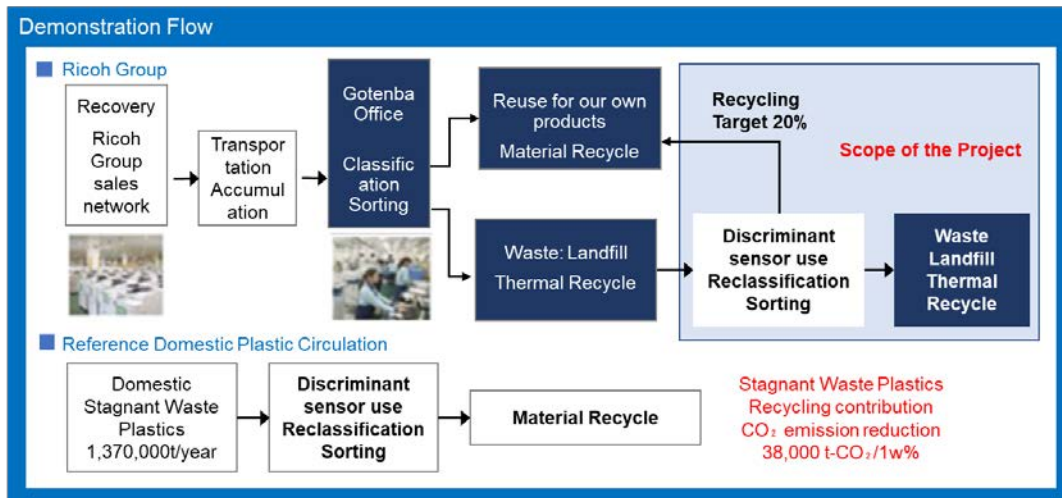 Demonstration Flow
Ricoh Group
Recovery
Ricoh
Group
sales
network
Transpor
tation
Accumul
ation
Gotenba
Office
Classific
ation
Sorting
Reuse for our own
products
Material Recycle
Waste: Landfill
Thermal Recycle
Recycling
Target 20%
Scope of the Project
Discriminant
sensor use
Reclassification
Sorting
Waste
Landfill
Thermal
Recycle
Reference Domestic Plastic Circulation
Domestic
Stagnant Waste
Plastics
1,370,000t/year
Discriminant
sensor use
Reclassification
Sorting
Material Recycle
Stagnant Waste Plastics
Recycling contribution
CO₂ emission reduction
38,000 t-CO₂/1w%